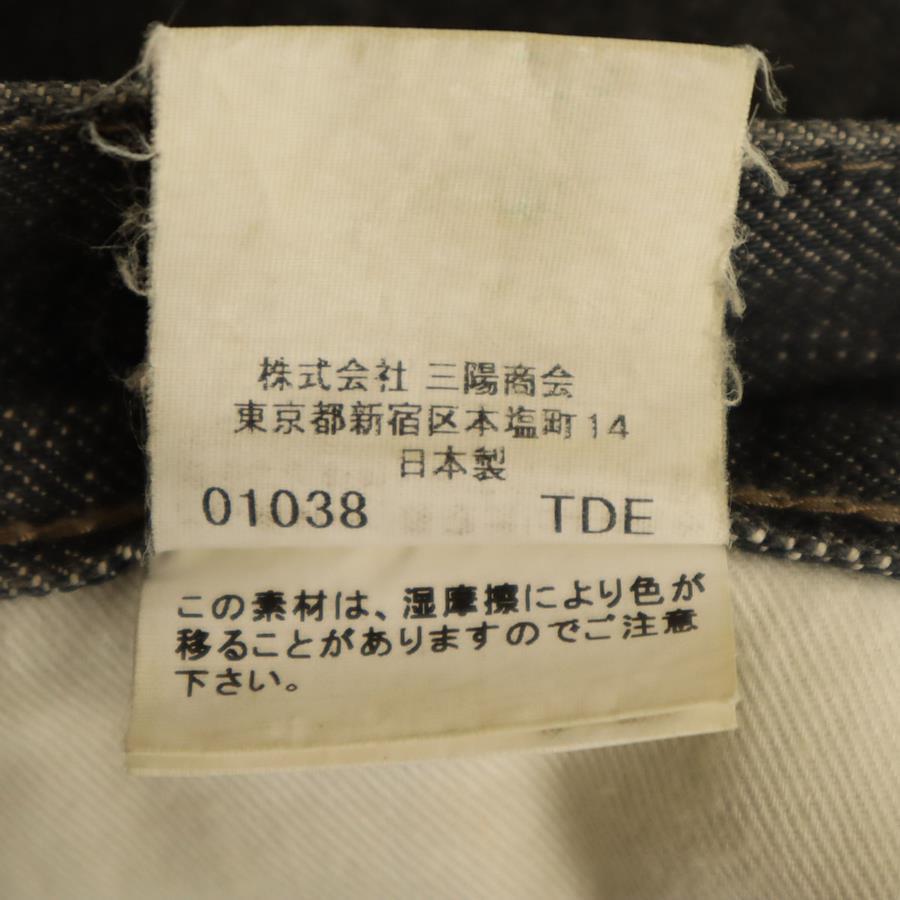 株式会社 三陽商会
東京都新宿区本塩町14
日本製
01038 TDE
この素材は、湿摩擦により色が
移ることがありますのでご注意
下さい。